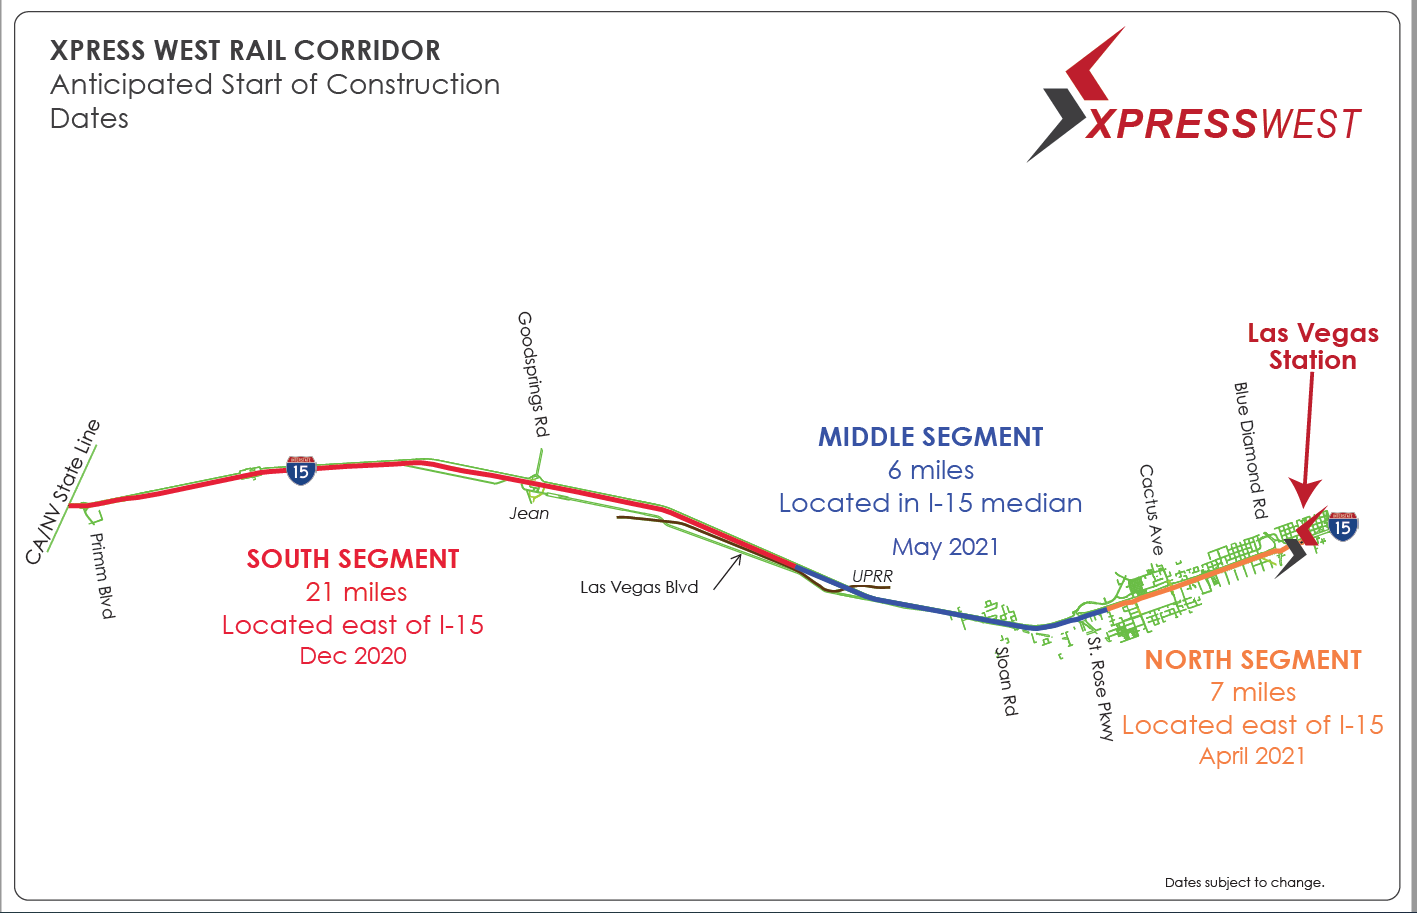 XPRESS WEST RAIL CORRIDOR
Anticipated Start of Construction
Dates
XPRESSWEST
Las Vegas
Station
Goodsprings Rd
Blue Diamond Rd
CA/NV State Line
15
MIDDLE SEGMENT
6 miles
Located in I-15 median
May 2021
Cactus Ave
15
Jean
Primm Blvd
SOUTH SEGMENT
21 miles
Located east of I-15
Dec 2020
Las Vegas Blvd
UPRR
Sloan Rd
St. Rose Pkwy
NORTH SEGMENT
7 miles
Located east of I-15
April 2021
Dates subject to change.